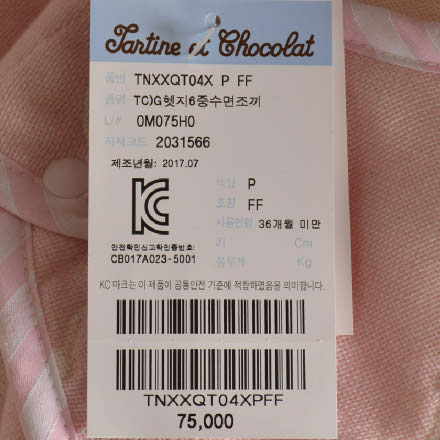 Tartine et Chocolat
품번 TNXXQT04X P FF
품명 TC)G헷지6중수면조끼
L/# 0M075H0
자재코드 2031566
제조년월: 2017.07
색상 P
호칭 FF
사용연령 36개월 미만
키 Cm
몸무게 Kg
KC
안전확인신고확인증번호:
CB017A023-5001
KC 마크는 이 제품이 공통안전 기준에 적합하였음을 의미합니다.
TNXXQT04XPFF
75,000